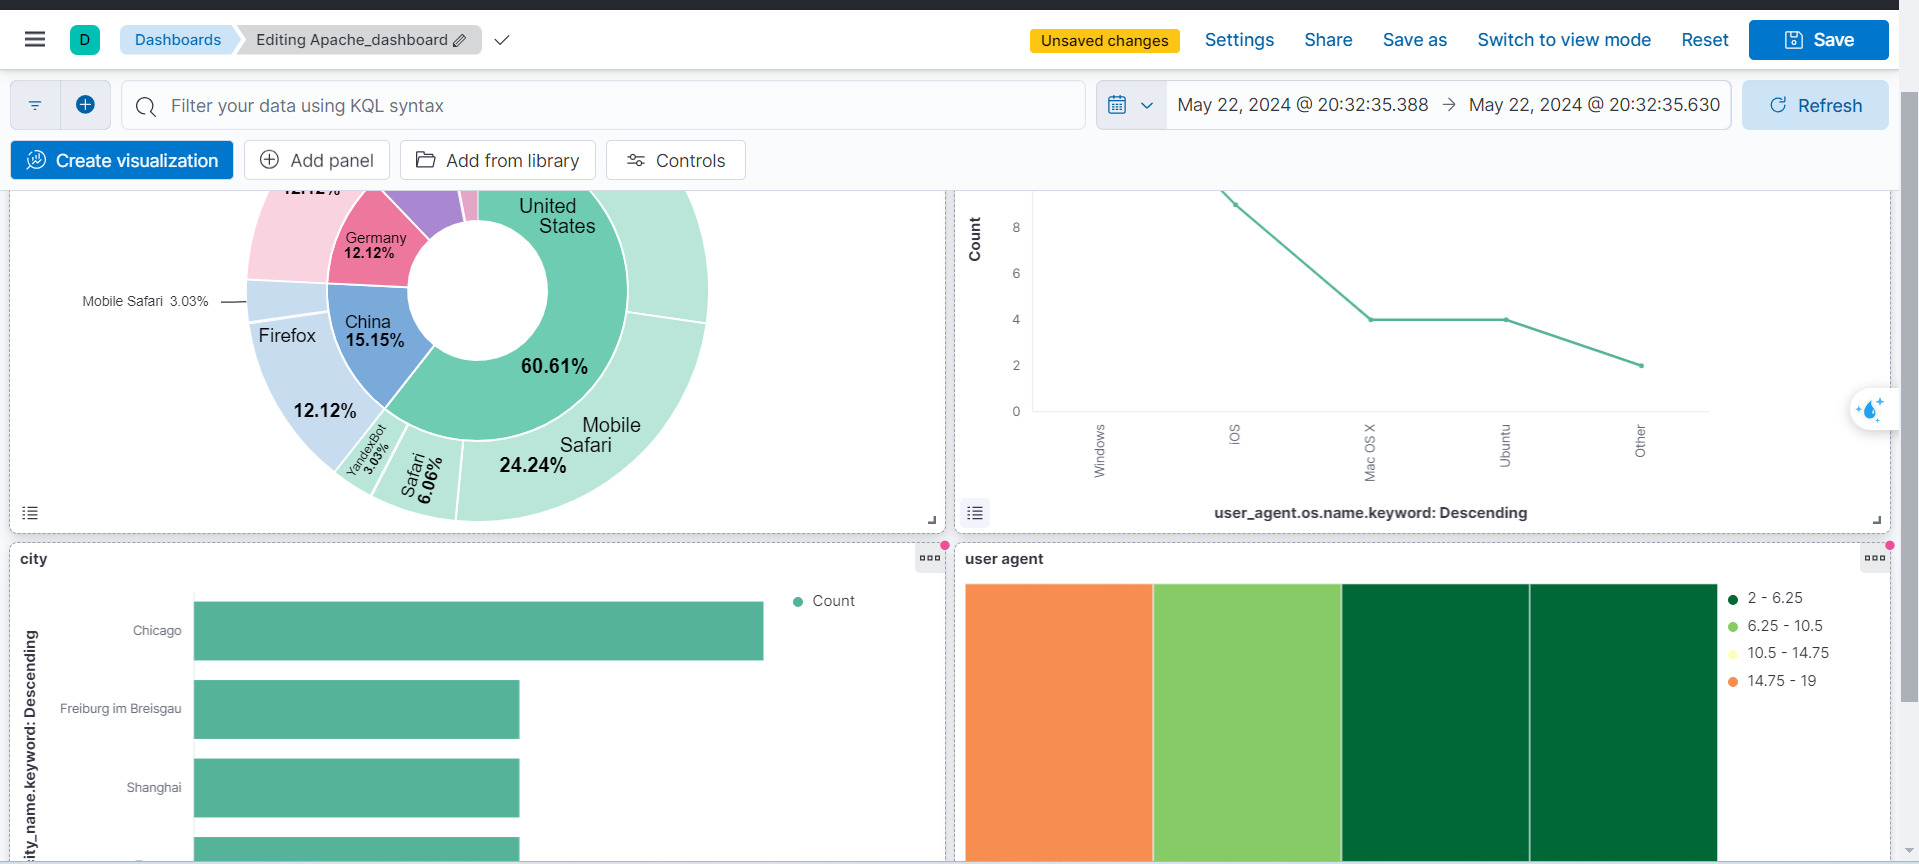 D
Dashboards
Editing Apache_dashboard
Unsaved changes
Settings
Share
Save as
Switch to view mode
Reset
Save
Filter your data using KQL syntax
May 22, 2024 @ 20:32:35.388
May 22, 2024 @ 20:32:35.630
Refresh
Create visualization
Add panel
Add from library
Controls
12.12%
United
States
Germany
12.12%
Mobile Safari 3.03%
China
15.15%
Firefox
12.12%
60.61%
Mobile
Safari
24.24%
YandexBot
3.03%
Safari
6.06%
Count
8
6
4
2
0
Windows
iOS
Mac OS X
Ubuntu
Other
user_agent.os.name.keyword: Descending
city
Count
Chicago
Freiburg im Breisgau
Shanghai
city_name.keyword: Descending
user agent
2 - 6.25
6.25 - 10.5
10.5 - 14.75
14.75 - 19